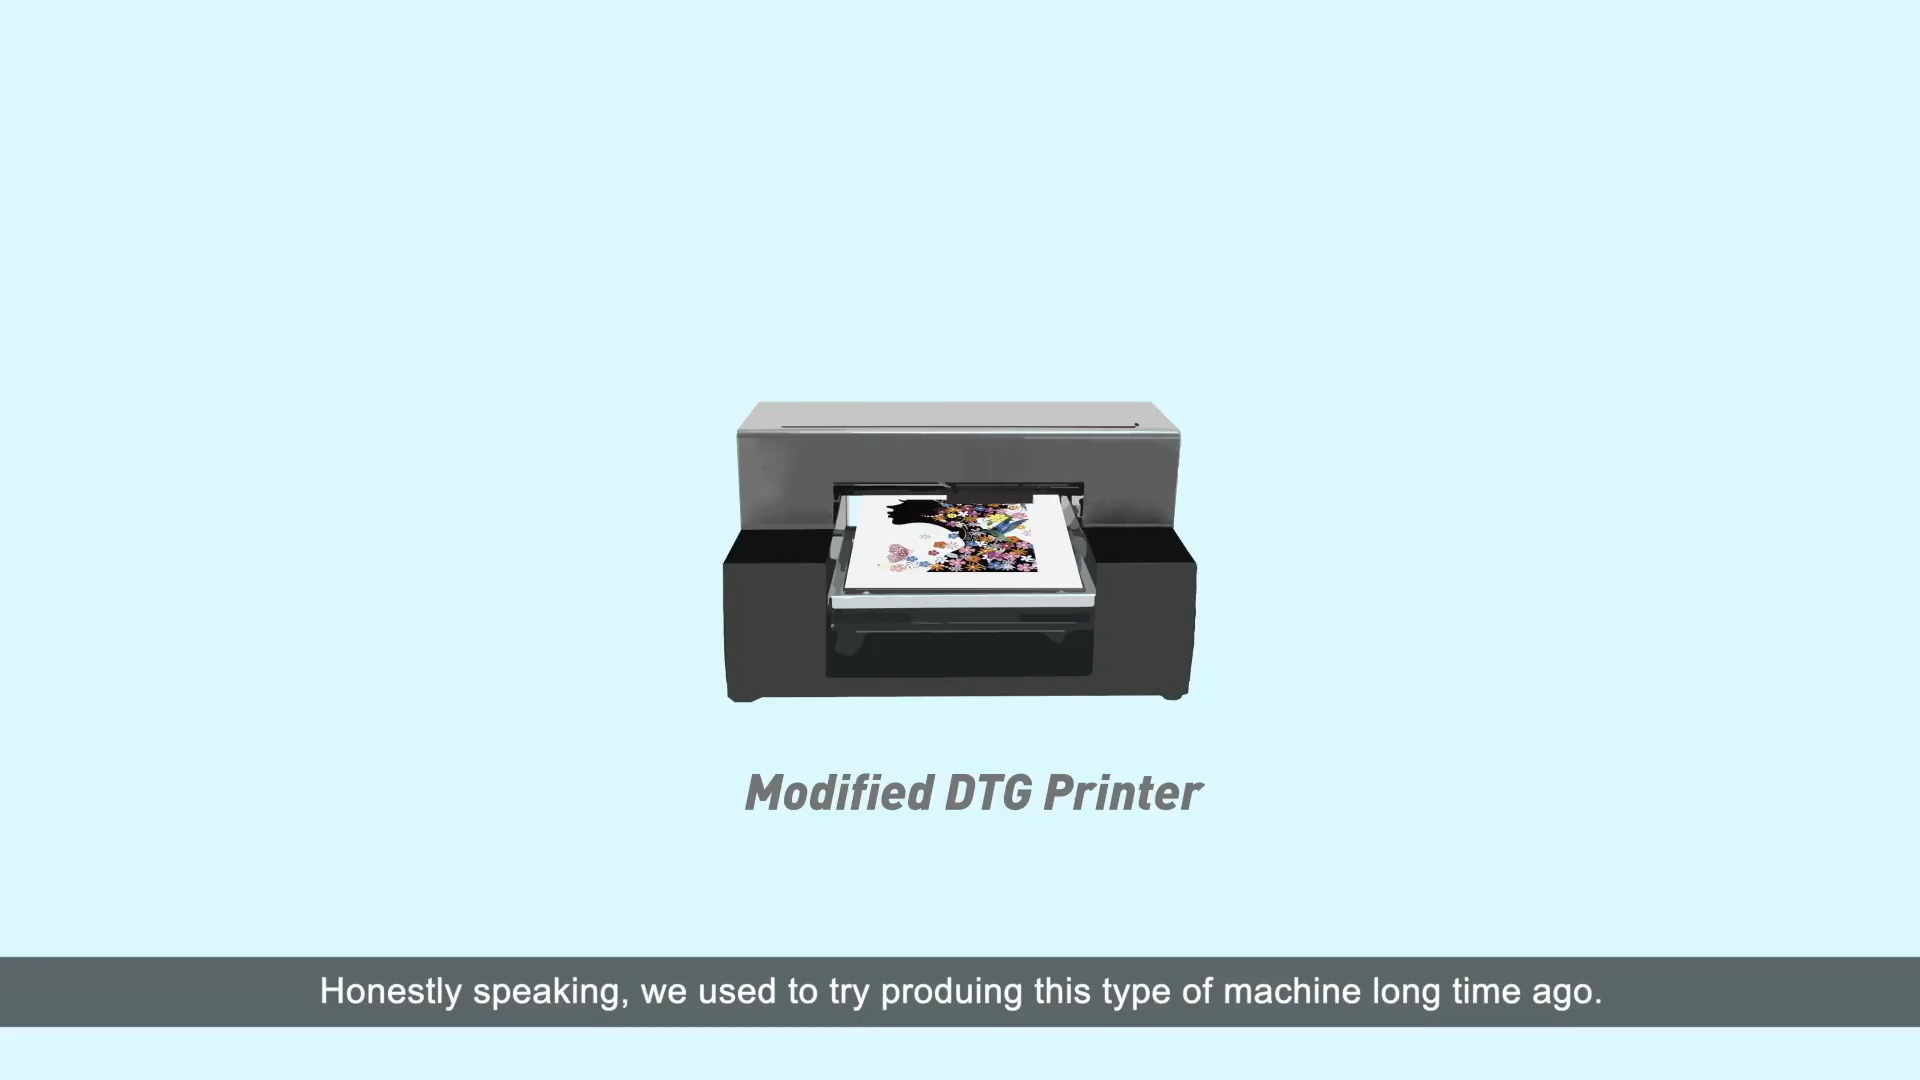 Modified DTG Printer
Honestly speaking, we used to try produing this type of machine long time ago.